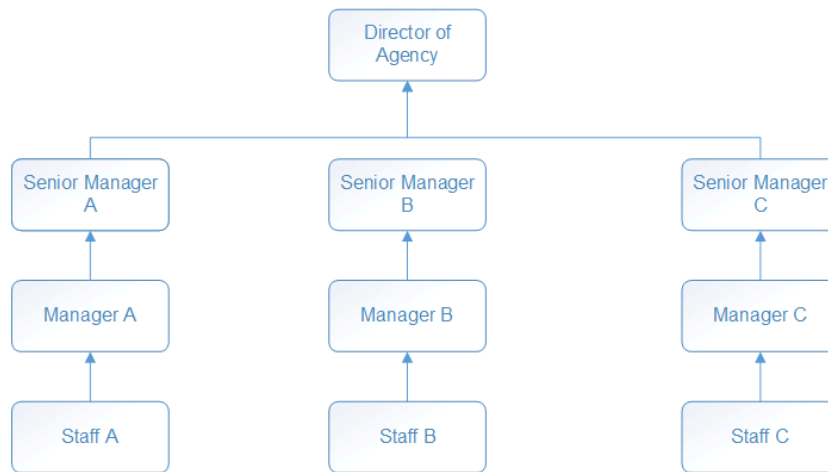 Director of
Agency
Senior Manager
A
Senior Manager
B
Senior Manager
C
Manager A
Manager B
Manager C
Staff A
Staff B
Staff C